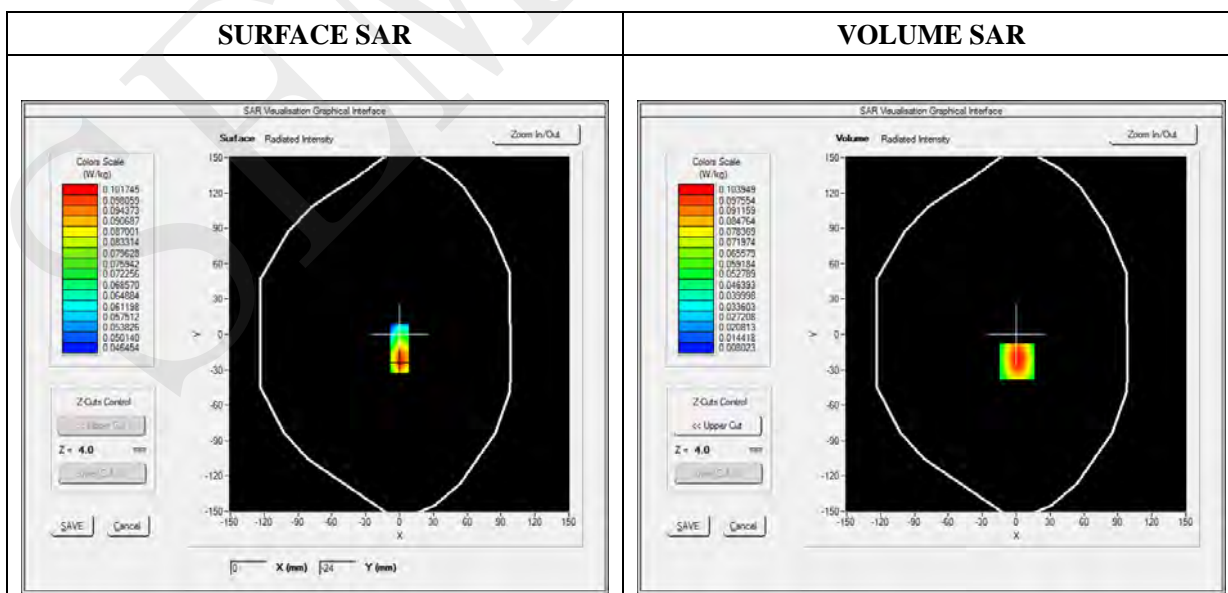 SURFACE SAR
VOLUME SAR
SAR Visualisation Graphical Interface
Surface Radiated Intensity
Zoom In/Out
Colors Scale
(W/kg)
0.101745
0.098059
0.094373
0.090687
0.087001
0.083314
0.079628
0.075942
0.072256
0.068570
0.064884
0.061198
0.057512
0.053826
0.050140
0.046454
150
120
90
60
30
0
-30
-60
-90
-120
-150
Y
-150 -120 -90 -60 -30 0 30 60 90 120 150
X
Z-Cuts Control
<< Upper Cut
Z = 4.0 mm
SAVE Cancel
0 X (mm) -24 Y (mm)
SAR Visualisation Graphical Interface
Volume Radiated Intensity
Zoom In/Out
Colors Scale
(W/kg)
0.103949
0.097554
0.091159
0.084764
0.078369
0.071974
0.065579
0.059184
0.052789
0.046393
0.039998
0.033603
0.027208
0.020813
0.014418
0.008023
150
120
90
60
30
0
-30
-60
-90
-120
-150
Y
-150 -120 -90 -60 -30 0 30 60 90 120 150
X
Z-Cuts Control
<< Upper Cut
Z = 4.0 mm
SAVE Cancel